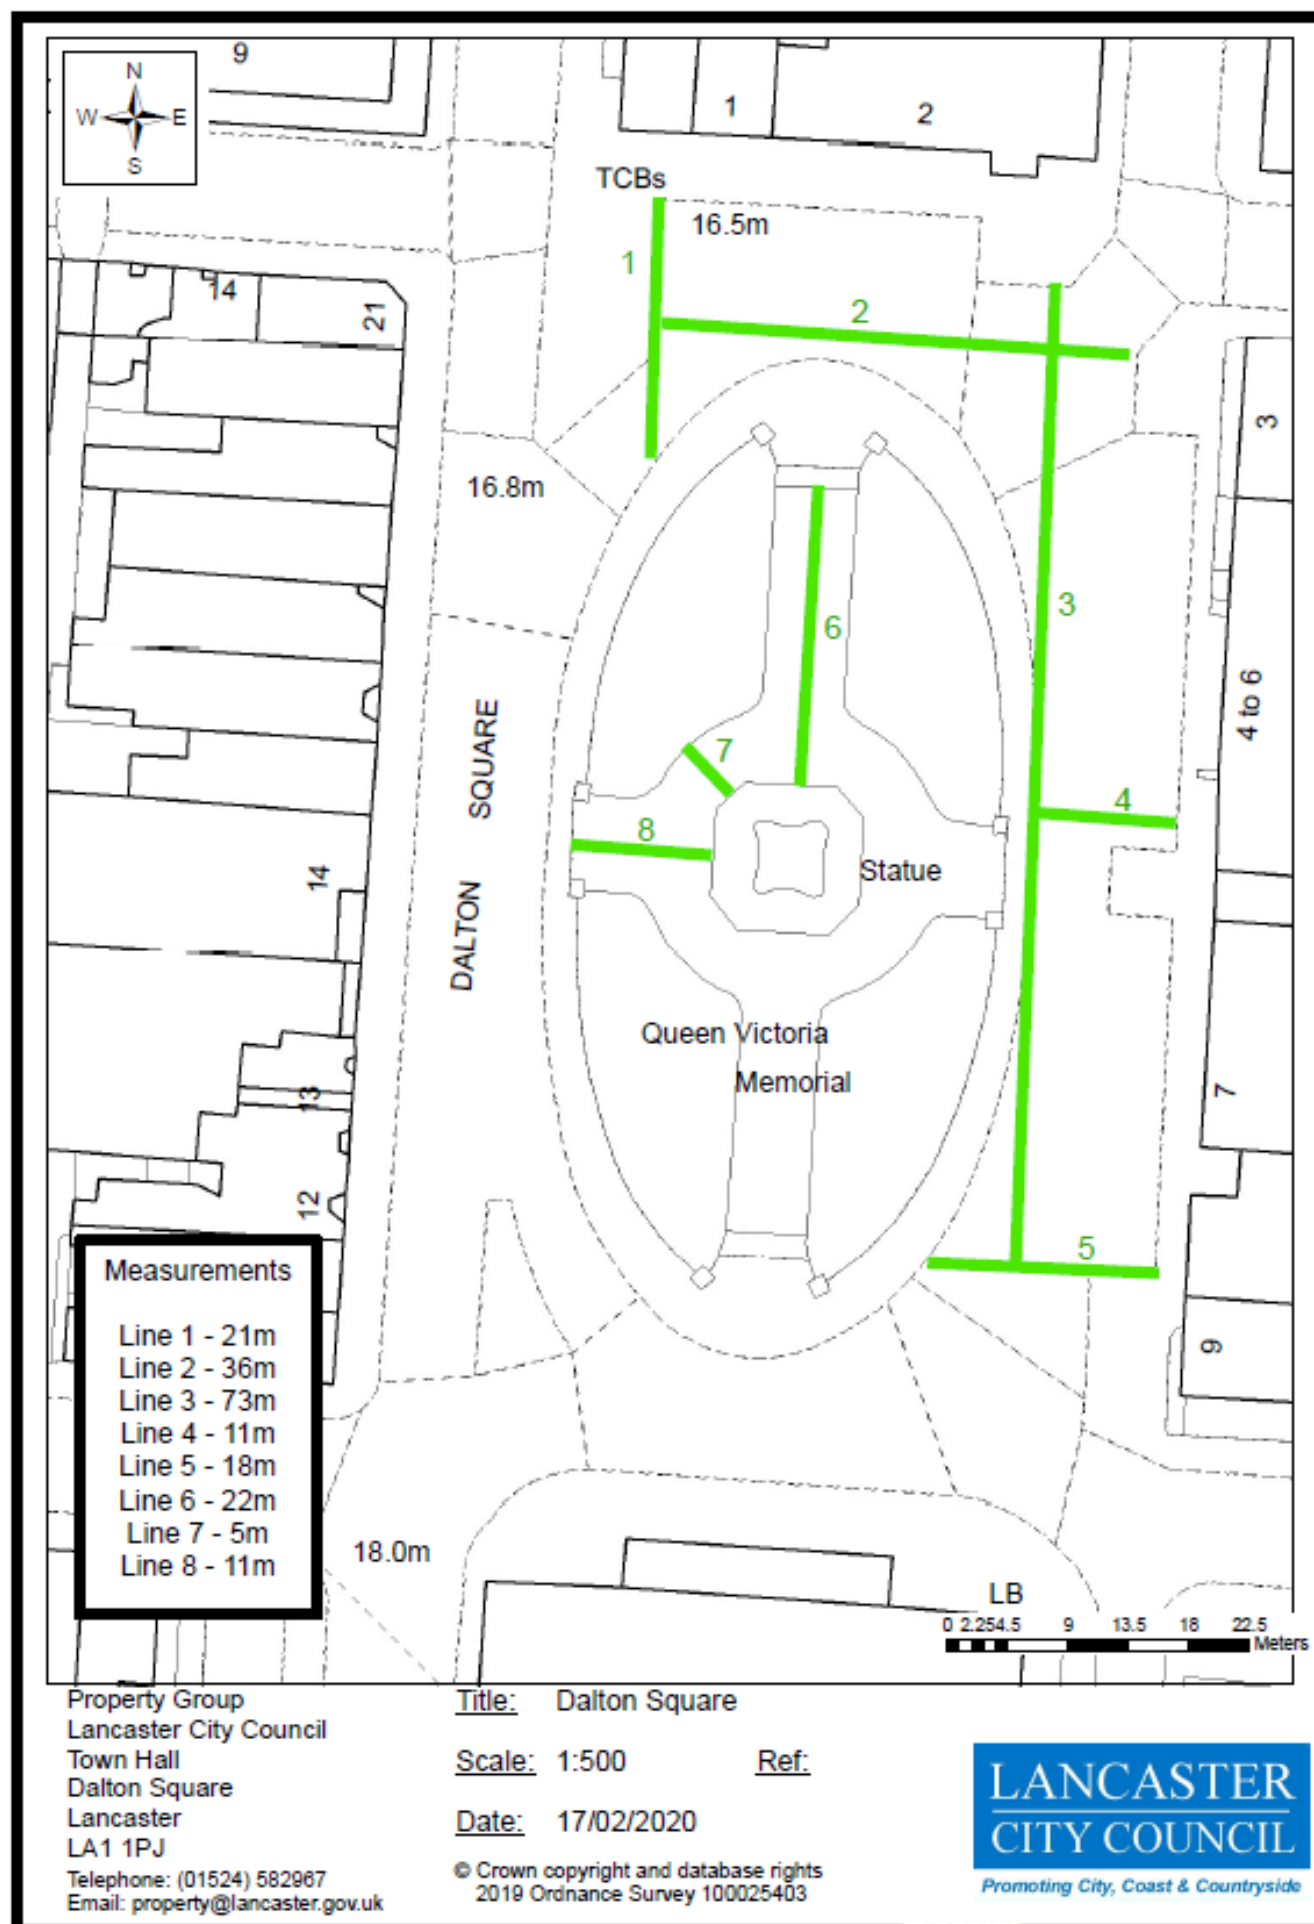 9
N
W E
S
1
2
TCBs
16.5m
1
14
21
2
3
16.8m
3
6
4 to 6
SQUARE
7
4
8
14
Statue
DALTON
Queen Victoria
Memorial
13
7
12
5
9
Measurements
Line 1 - 21m
Line 2 - 36m
Line 3 - 73m
Line 4 - 11m
Line 5 - 18m
Line 6 - 22m
Line 7 - 5m
Line 8 - 11m
18.0m
LB
0 2.25 4.5 9 13.5 18 22.5
Meters
Property Group
Lancaster City Council
Town Hall
Dalton Square
Lancaster
LA1 1PJ
Telephone: (01524) 582967
Email: property@lancaster.gov.uk
Title: Dalton Square
Scale: 1:500 Ref:
Date: 17/02/2020
© Crown copyright and database rights
2019 Ordnance Survey 100025403
LANCASTER
CITY COUNCIL
Promoting City, Coast & Countryside